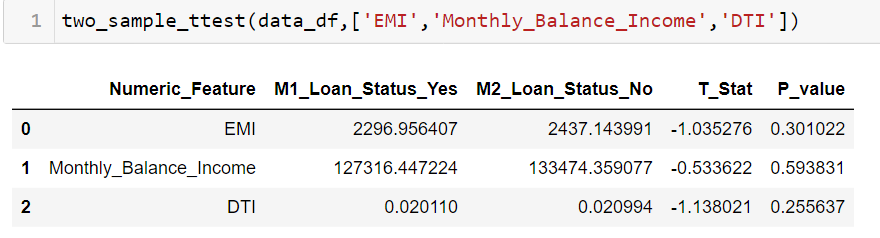 1 two_sample_ttest(data_df,['EMI','Monthly_Balance_Income','DTI'])
Numeric_Feature M1_Loan_Status_Yes M2_Loan_Status_No T_Stat P_value
0 EMI 2296.956407 2437.143991 -1.035276 0.301022
1 Monthly_Balance_Income 127316.447224 133474.359077 -0.533622 0.593831
2 DTI 0.020110 0.020994 -1.138021 0.255637